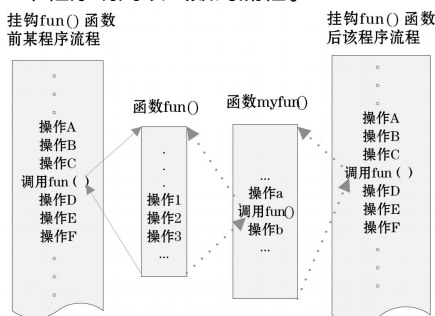 挂钩fun() 函数
前某程序流程
。
。
。
操作A
操作B
操作C
调用fun ( )
操作D
操作E
操作F
。
。
。
函数fun()
.
.
.
操作1
操作2
操作3
...
函数myfun()
...
操作a
调用fun()
操作b
...
挂钩fun() 函数
后该程序流程
。
。
。
操作A
操作B
操作C
调用fun ( )
操作D
操作E
操作F
。
。
。